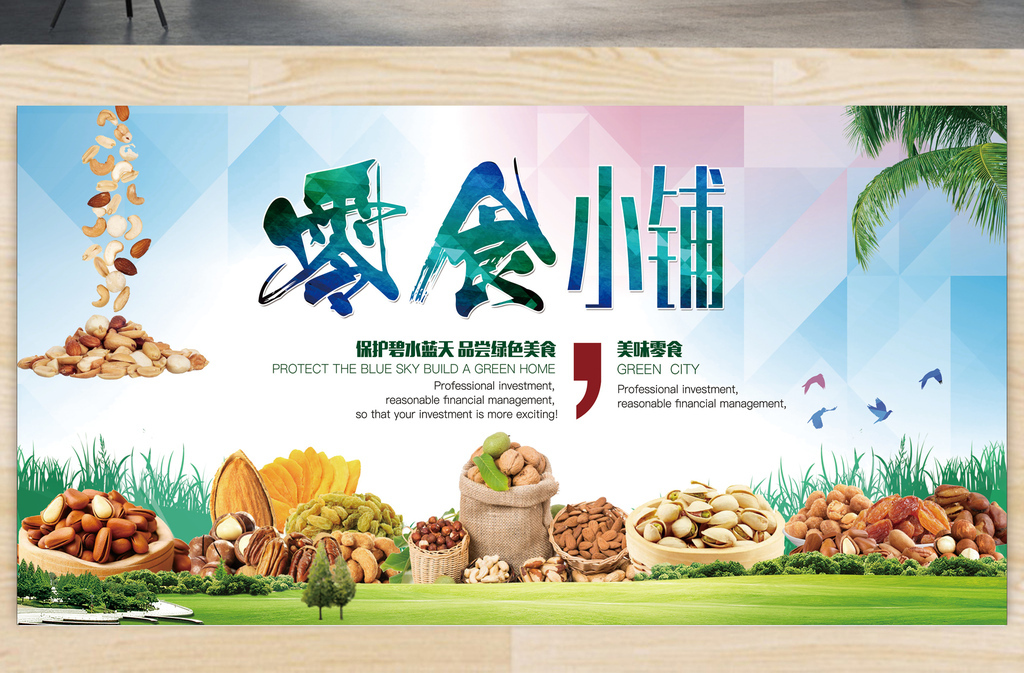 零食小铺
保护碧水蓝天 品尝绿色美食
PROTECT THE BLUE SKY BUILD A GREEN HOME
Professional investment,
reasonable financial management,
so that your investment is more exciting!
美味零食
GREEN CITY
Professional investment,
reasonable financial management,